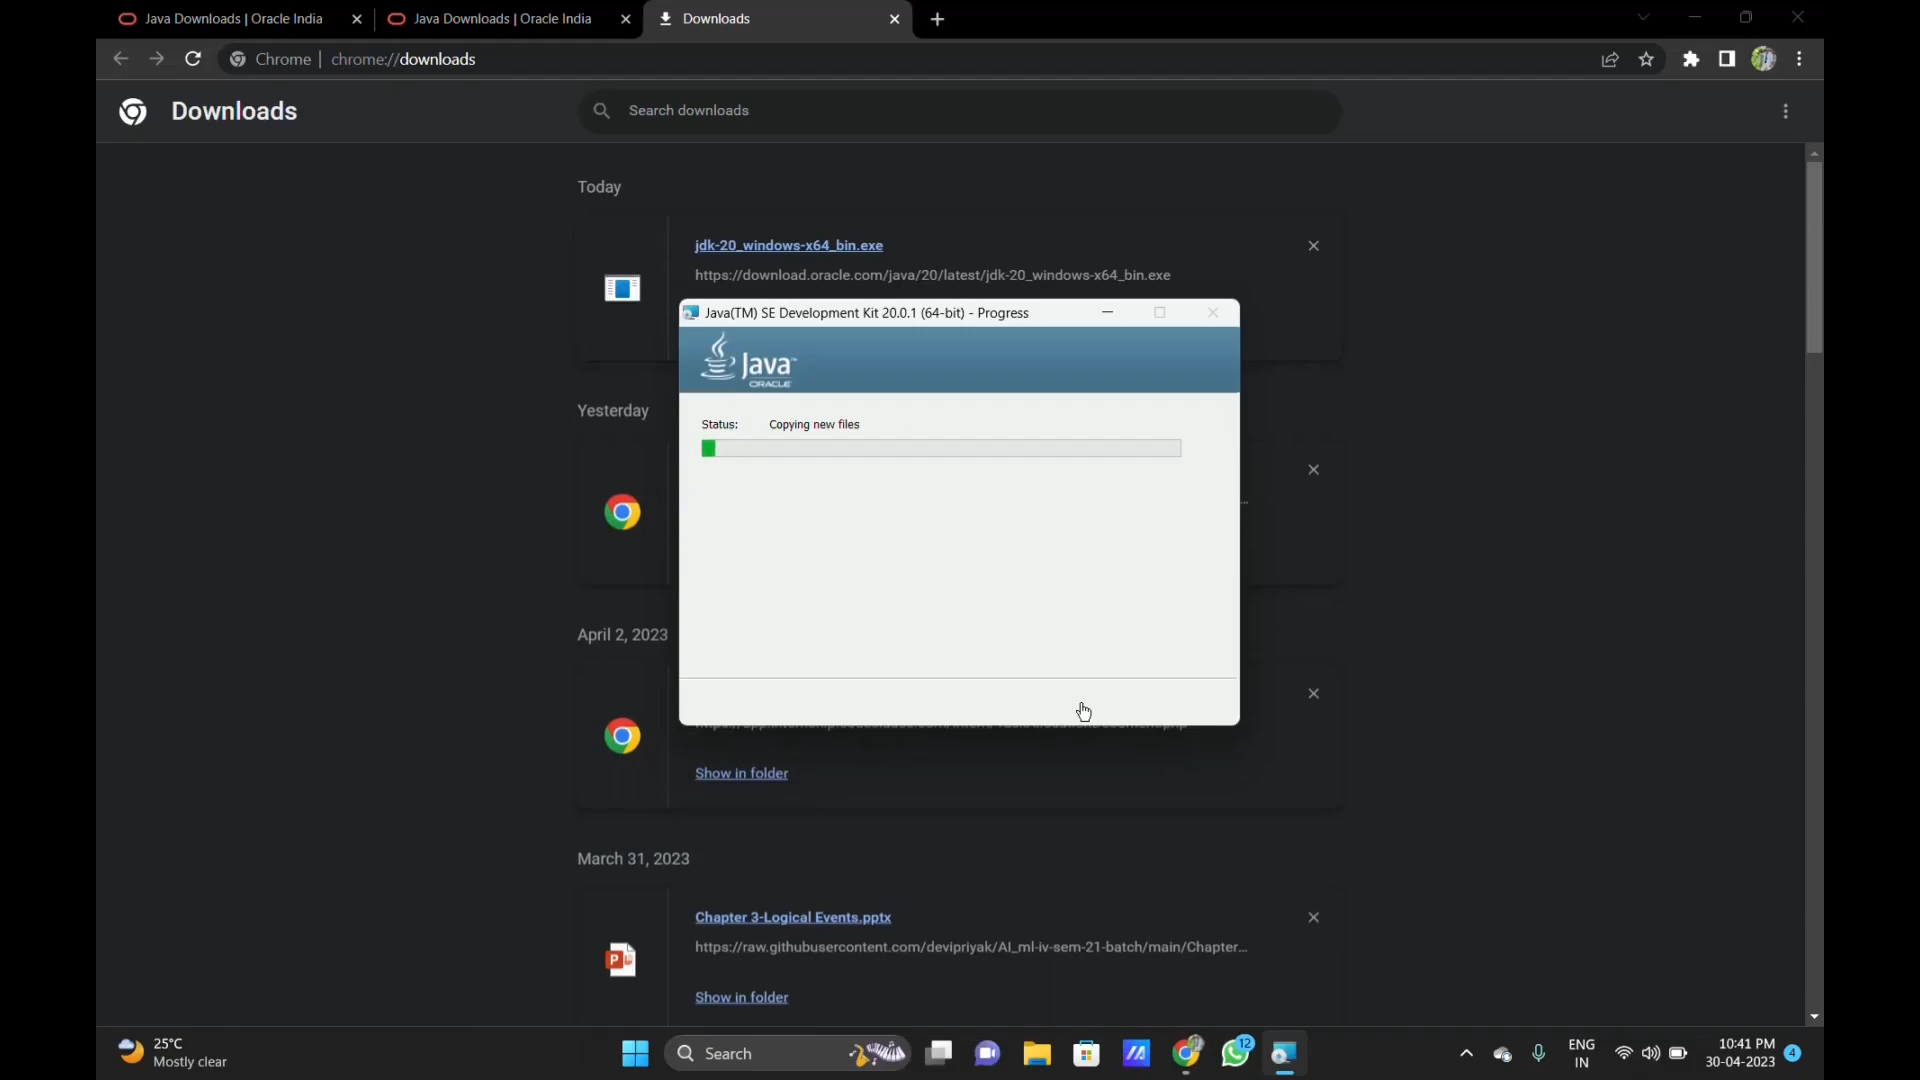 Java Downloads | Oracle India
Java Downloads | Oracle India
Downloads
Chrome | chrome://downloads
Downloads
Search downloads
Today
jdk-20_windows-x64_bin.exe
https://download.oracle.com/java/20/latest/jdk-20_windows-x64_bin.exe
Java(TM) SE Development Kit 20.0.1 (64-bit) - Progress
Java™
ORACLE
Status: Copying new files
Yesterday
April 2, 2023
Show in folder
March 31, 2023
Chapter 3-Logical Events.pptx
https://raw.githubusercontent.com/devipriyak/AI_ml-iv-sem-21-batch/main/Chapter...
Show in folder
25°C
Mostly clear
Search
12
ENG
IN
10:41 PM
30-04-2023
4